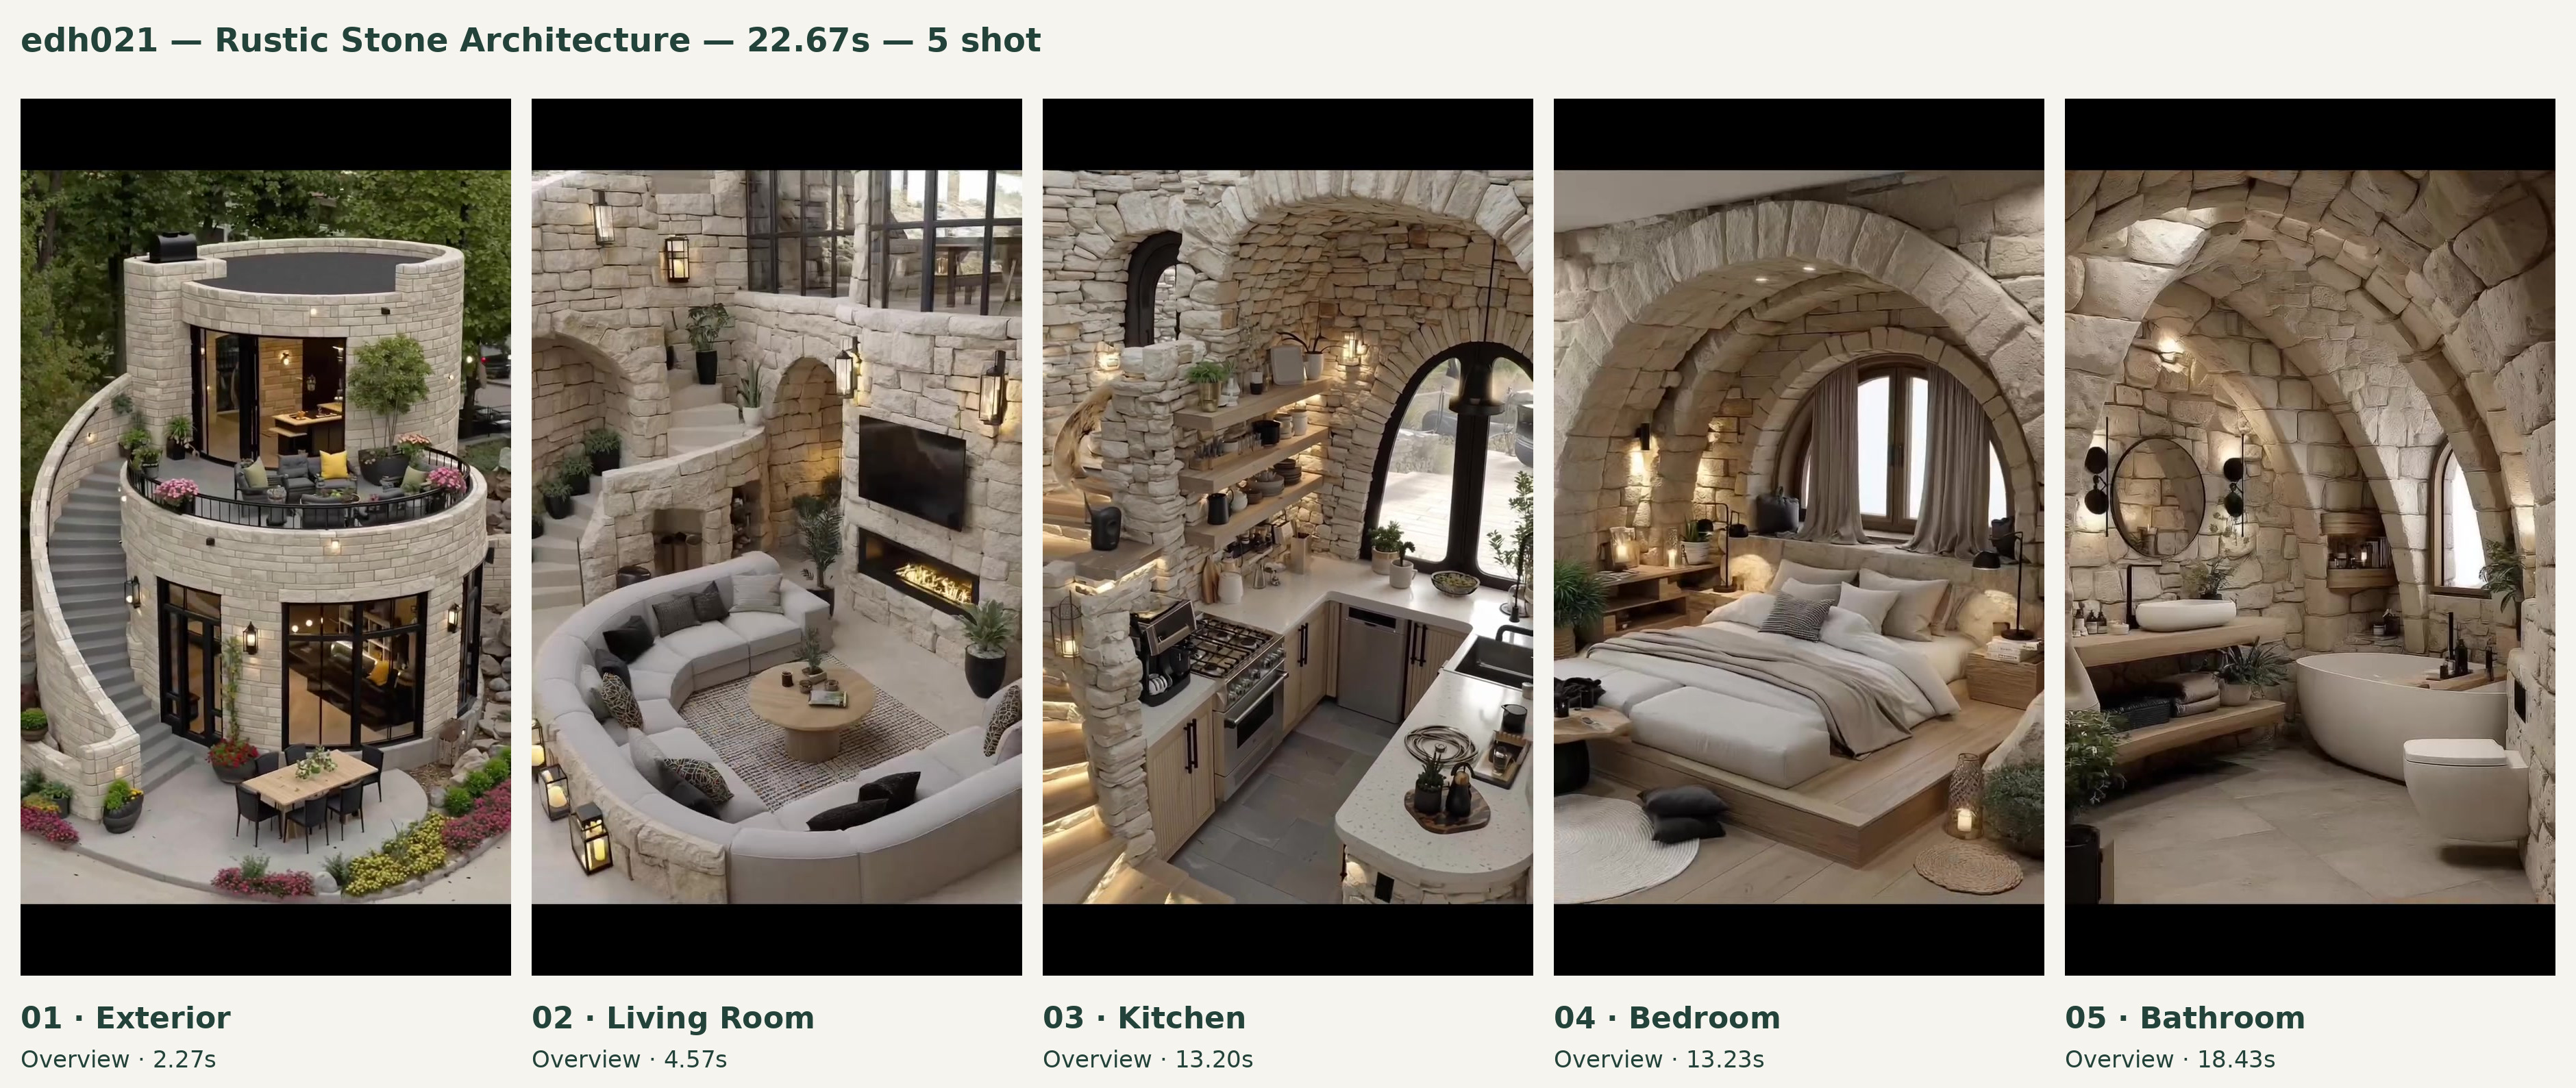 edh021 — Rustic Stone Architecture — 22.67s — 5 shot
01 · Exterior
Overview · 2.27s
02 · Living Room
Overview · 4.57s
03 · Kitchen
Overview · 13.20s
04 · Bedroom
Overview · 13.23s
05 · Bathroom
Overview · 18.43s